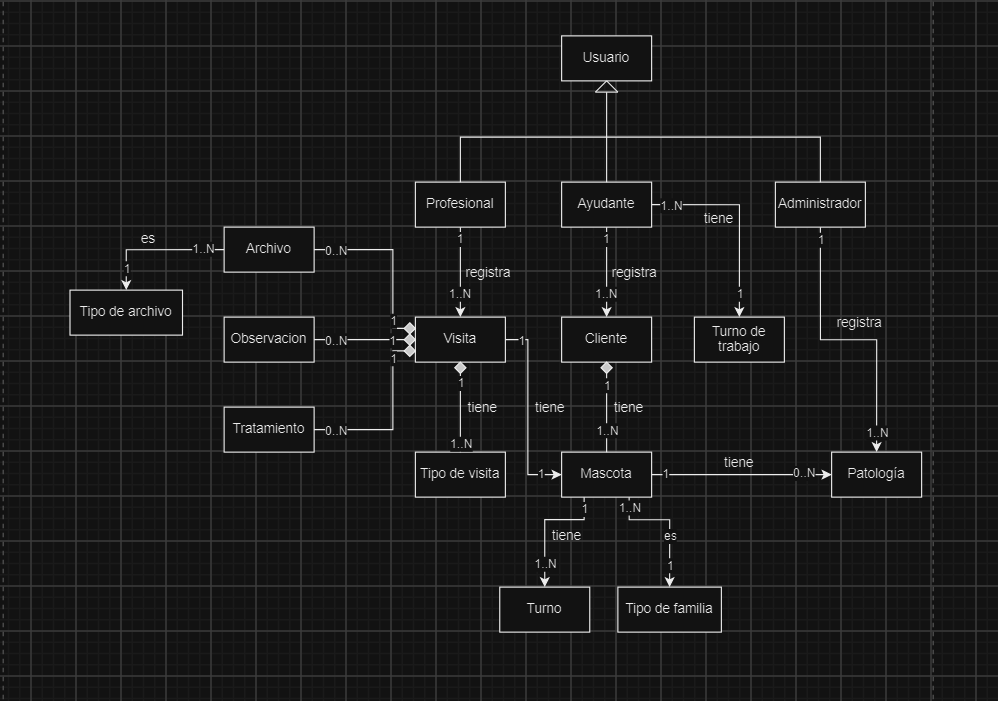 Usuario
Profesional
Ayudante
Administrador
1..N
tiene
1
1
1
1
es
1..N
Archivo
0..N
registra
registra
1
1..N
1..N
1
Tipo de archivo
1
registra
Observacion
0..N
1
Visita
1
Cliente
Turno de
trabajo
1
1
1
tiene
tiene
tiene
Tratamiento
0..N
1..N
1..N
1..N
Tipo de visita
1
Mascota
1
tiene
0..N
Patología
1
1..N
tiene
es
1..N
1
Turno
Tipo de familia